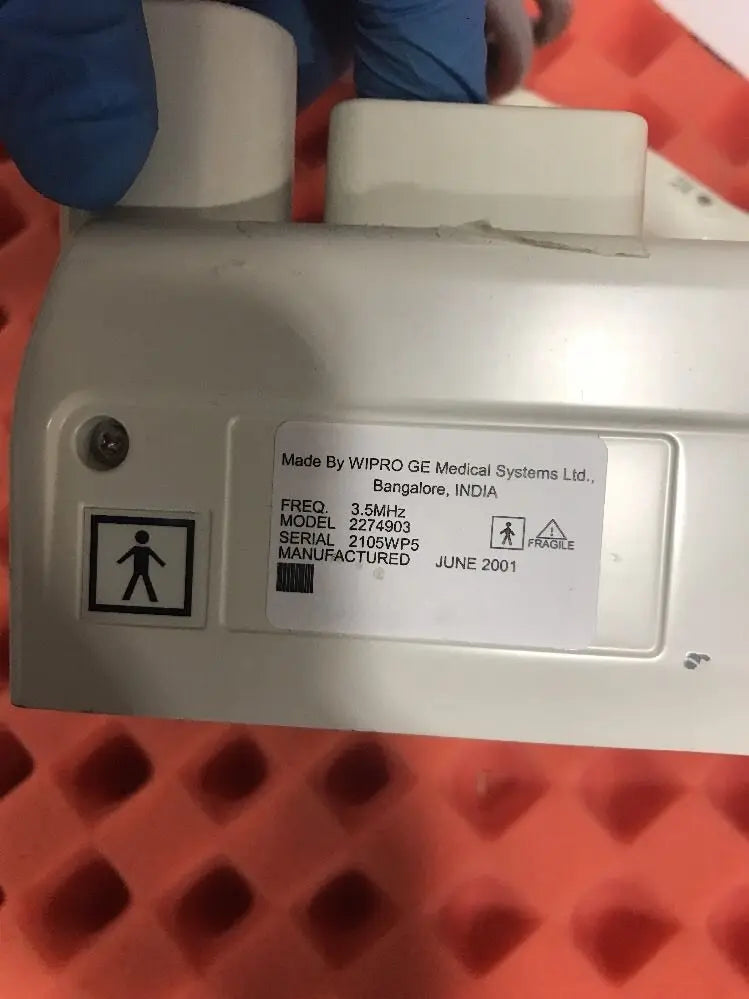 Made By WIPRO GE Medical Systems Ltd.,
Bangalore, INDIA
FREQ. 3.5MHz
MODEL 2274903
SERIAL 2105WP5
MANUFACTURED JUNE 2001
FRAGILE